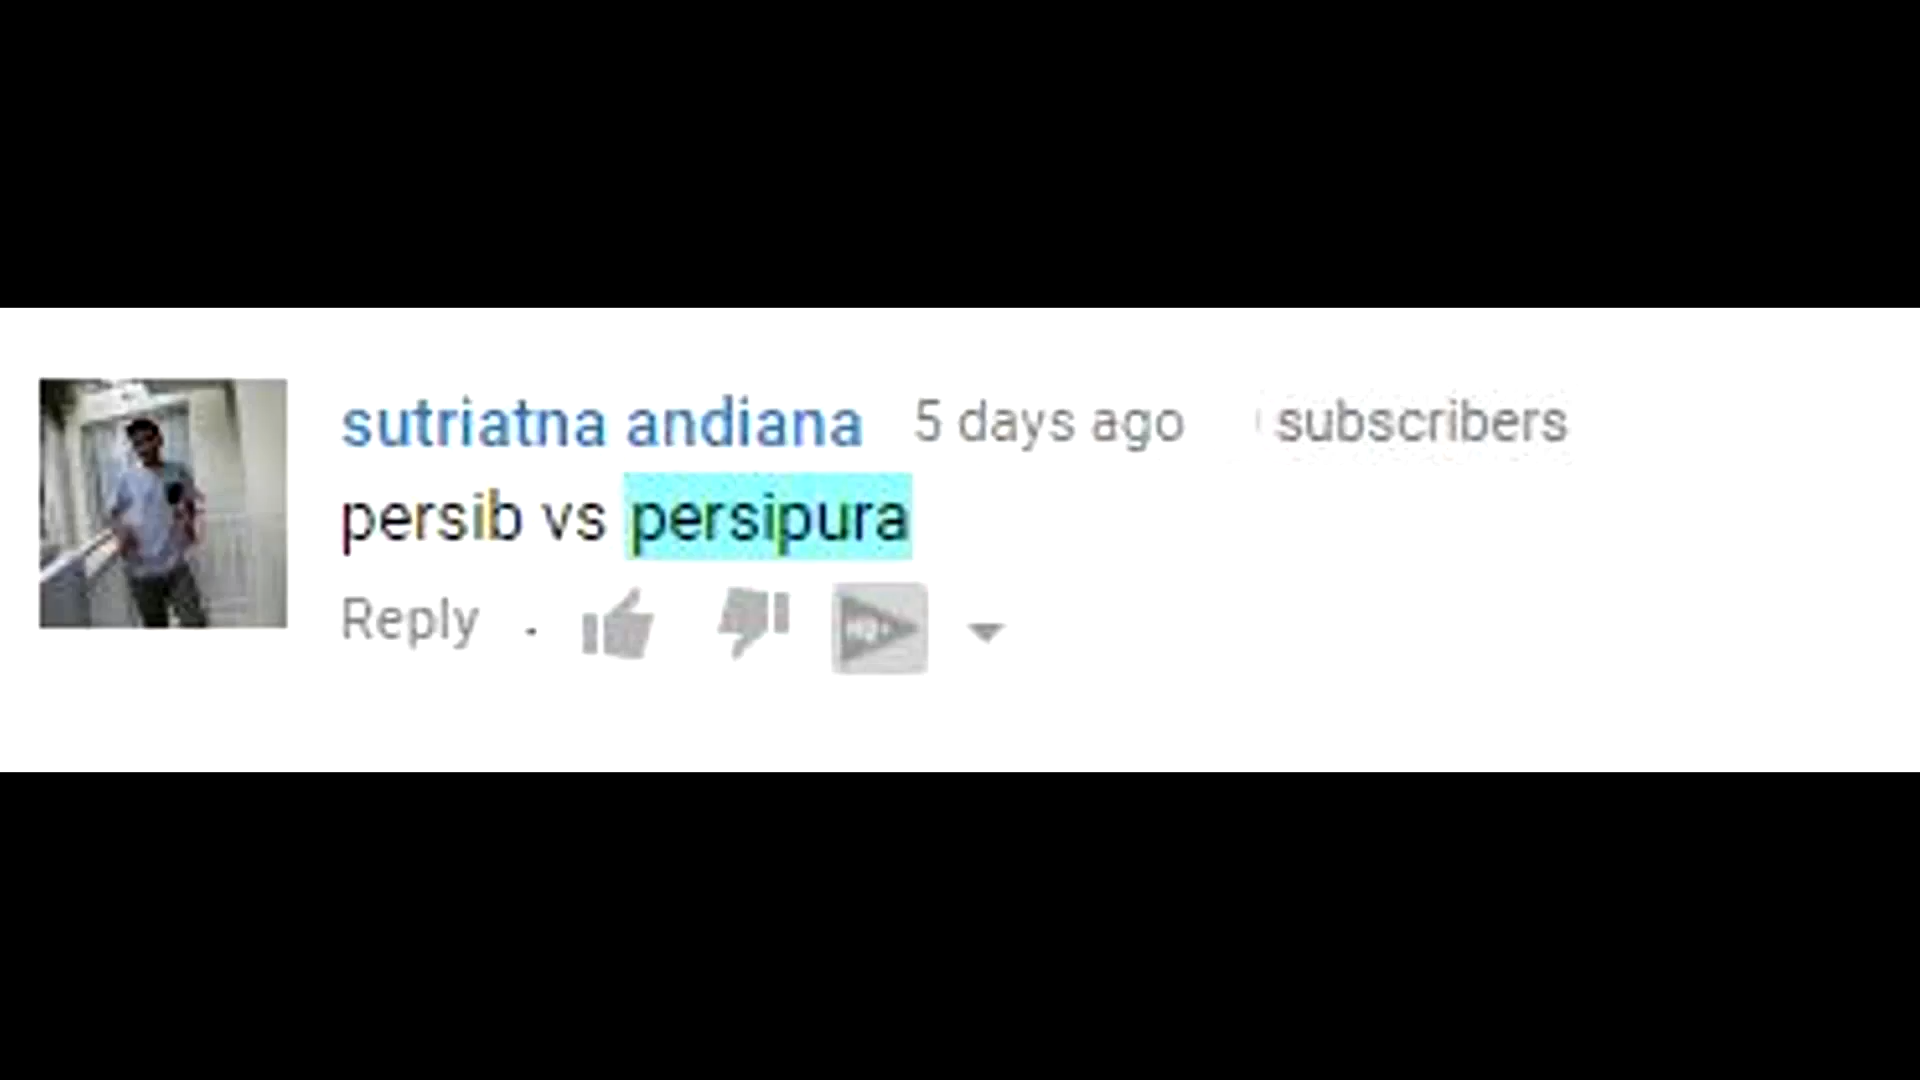 sutriatna andiana 5 days ago subscribers
persib vs persipura
Reply .